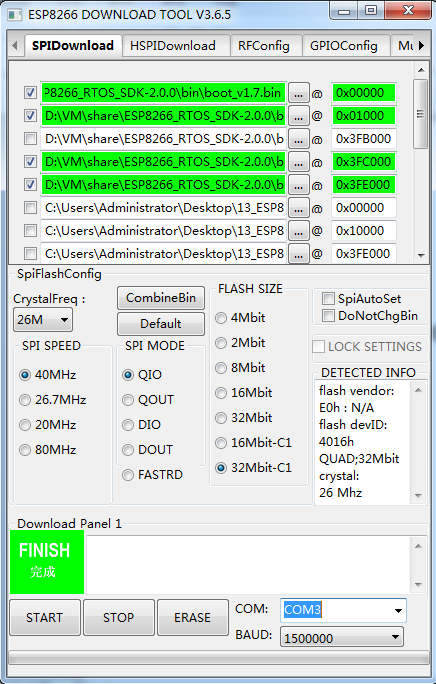 ESP8266 DOWNLOAD TOOL V3.6.5
SPIDownload HSPIDownload RFConfig GPIOConfig Mu
P8266_RTOS_SDK-2.0.0\bin\boot_v1.7.bin ... @ 0x00000
D:\VM\share\ESP8266_RTOS_SDK-2.0.0\b ... @ 0x01000
D:\VM\share\ESP8266_RTOS_SDK-2.0.0\b ... @ 0x3FB000
D:\VM\share\ESP8266_RTOS_SDK-2.0.0\b ... @ 0x3FC000
D:\VM\share\ESP8266_RTOS_SDK-2.0.0\b ... @ 0x3FE000
C:\Users\Administrator\Desktop\13_ESP8 ... @ 0x00000
C:\Users\Administrator\Desktop\13_ESP8 ... @ 0x10000
C:\Users\Administrator\Desktop\13_ESP8 ... @ 0x3FE000
SpiFlashConfig
CrystalFreq :
26M
CombineBin
Default
SPI SPEED
40MHz
26.7MHz
20MHz
80MHz
SPI MODE
QIO
QOUT
DIO
DOUT
FASTRD
FLASH SIZE
4Mbit
2Mbit
8Mbit
16Mbit
32Mbit
16Mbit-C1
32Mbit-C1
SpiAutoSet
DoNotChgBin
LOCK SETTINGS
DETECTED INFO
flash vendor:
E0h : N/A
flash devID:
4016h
QUAD;32Mbit
crystal:
26 Mhz
Download Panel 1
FINISH
完成
START STOP ERASE
COM: COM3
BAUD: 1500000